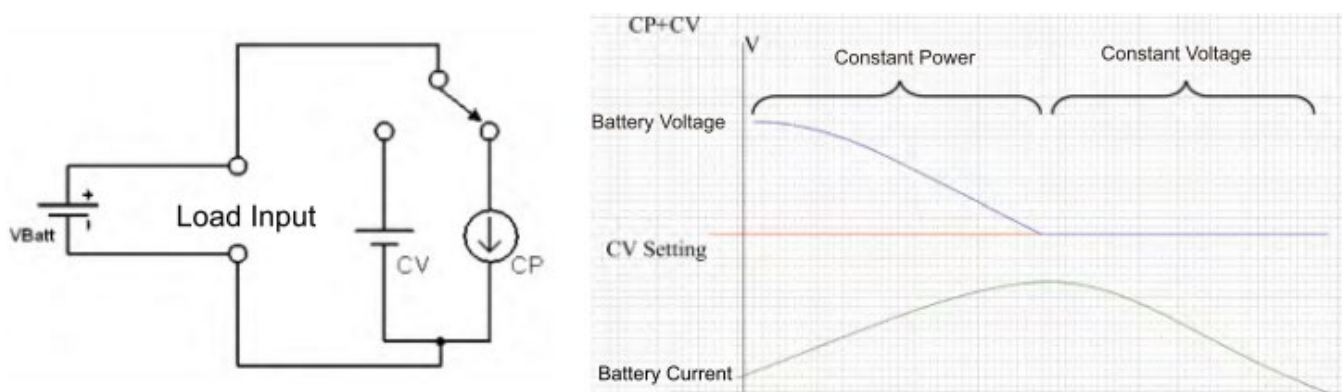 Load Input
VBatt
+
CV
CP
CP+CV
V
Constant Power
Constant Voltage
Battery Voltage
CV Setting
Battery Current